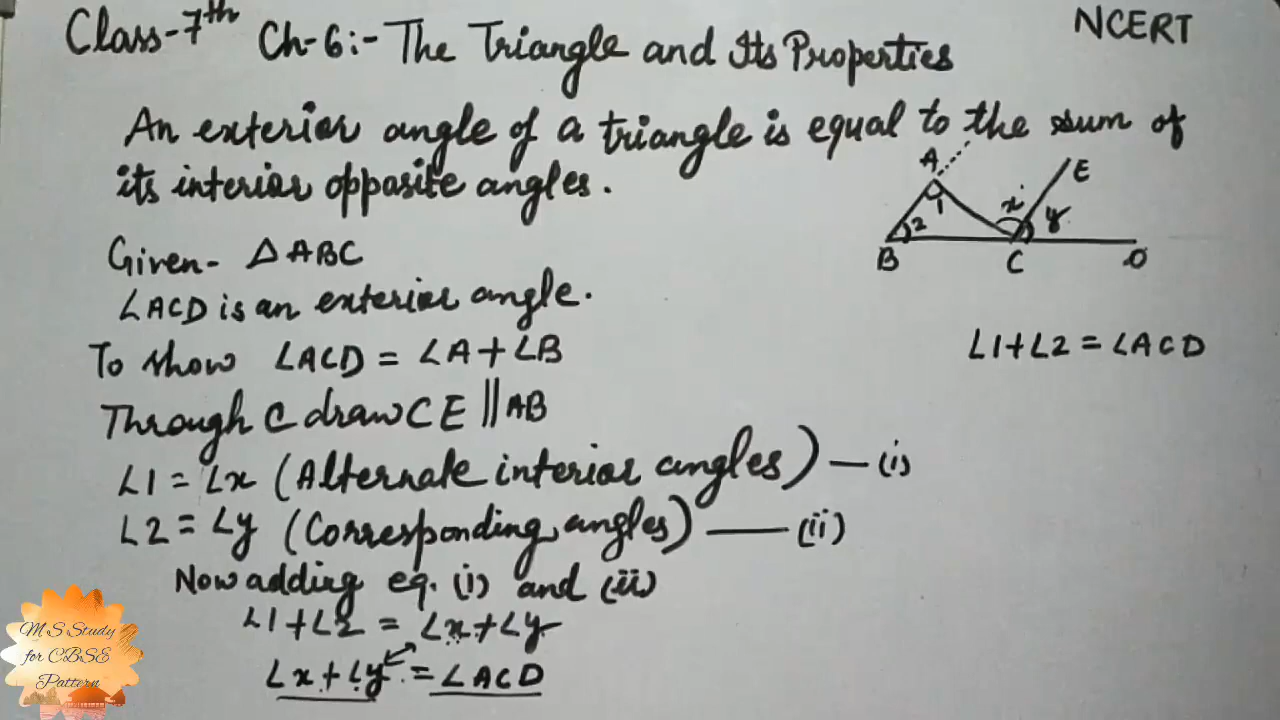 Class-7th Ch-6:- The Triangle and Its Properties
NCERT
An exterior angle of a triangle is equal to the sum of
its interior opposite angles.
A
E
1
x
2
y
B
C
D
Given- △ABC
∠ACD is an exterior angle.
To show ∠ACD = ∠A+∠B
∠1+∠2 = ∠ACD
Through C draw CE ∥ AB
∠1 = ∠x (Alternate interior angles) — (i)
∠2 = ∠y (Corresponding angles) — (ii)
Now adding eq. (i) and (ii)
∠1+∠2 = ∠x+∠y
∠x+∠y = ∠ACD
MS Study
for CBSE
Pattern